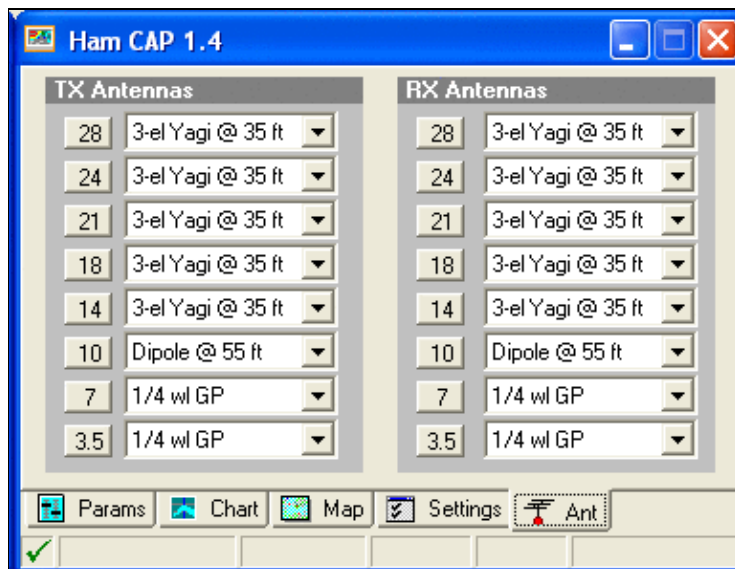 Ham CAP 1.4
TX Antennas
28 3-el Yagi @ 35 ft
24 3-el Yagi @ 35 ft
21 3-el Yagi @ 35 ft
18 3-el Yagi @ 35 ft
14 3-el Yagi @ 35 ft
10 Dipole @ 55 ft
7 1/4 wl GP
3.5 1/4 wl GP
RX Antennas
28 3-el Yagi @ 35 ft
24 3-el Yagi @ 35 ft
21 3-el Yagi @ 35 ft
18 3-el Yagi @ 35 ft
14 3-el Yagi @ 35 ft
10 Dipole @ 55 ft
7 1/4 wl GP
3.5 1/4 wl GP
Params Chart Map Settings Ant